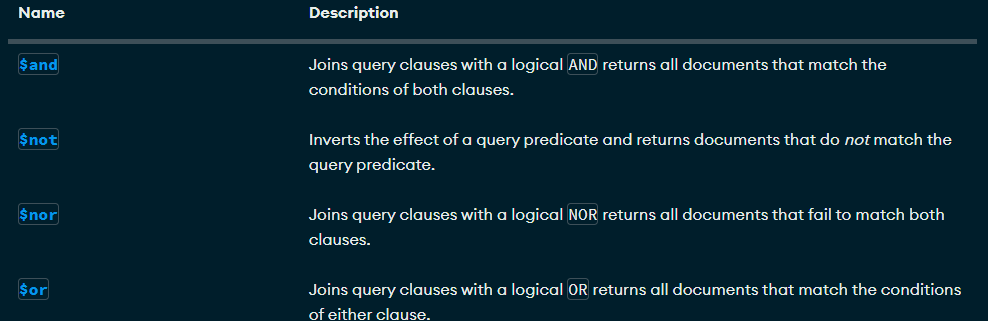 Name Description
$and Joins query clauses with a logical AND returns all documents that match the
conditions of both clauses.
$not Inverts the effect of a query predicate and returns documents that do not match the
query predicate.
$nor Joins query clauses with a logical NOR returns all documents that fail to match both
clauses.
$or Joins query clauses with a logical OR returns all documents that match the conditions
of either clause.